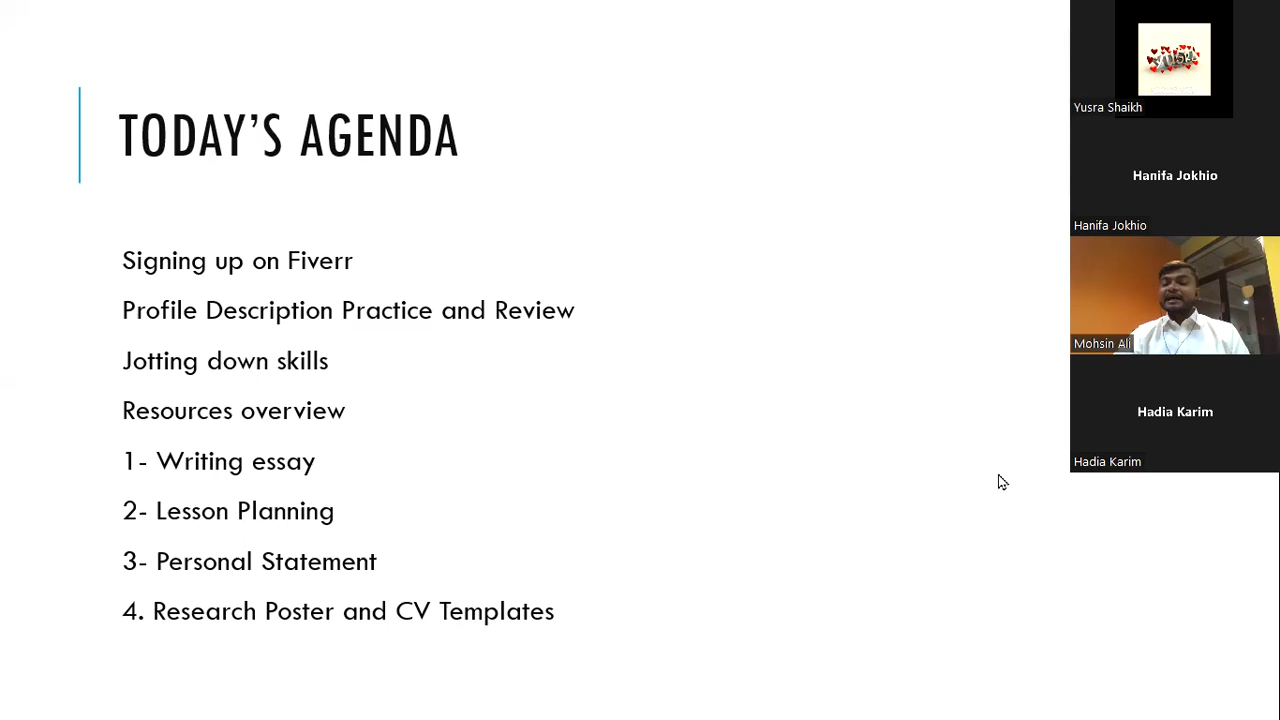 TODAY'S AGENDA
Signing up on Fiverr
Profile Description Practice and Review
Jotting down skills
Resources overview
1- Writing essay
2- Lesson Planning
3- Personal Statement
4. Research Poster and CV Templates
Yusra Shaikh
Hanifa Jokhio
Hanifa Jokhio
Mohsin Ali
Hadia Karim
Hadia Karim